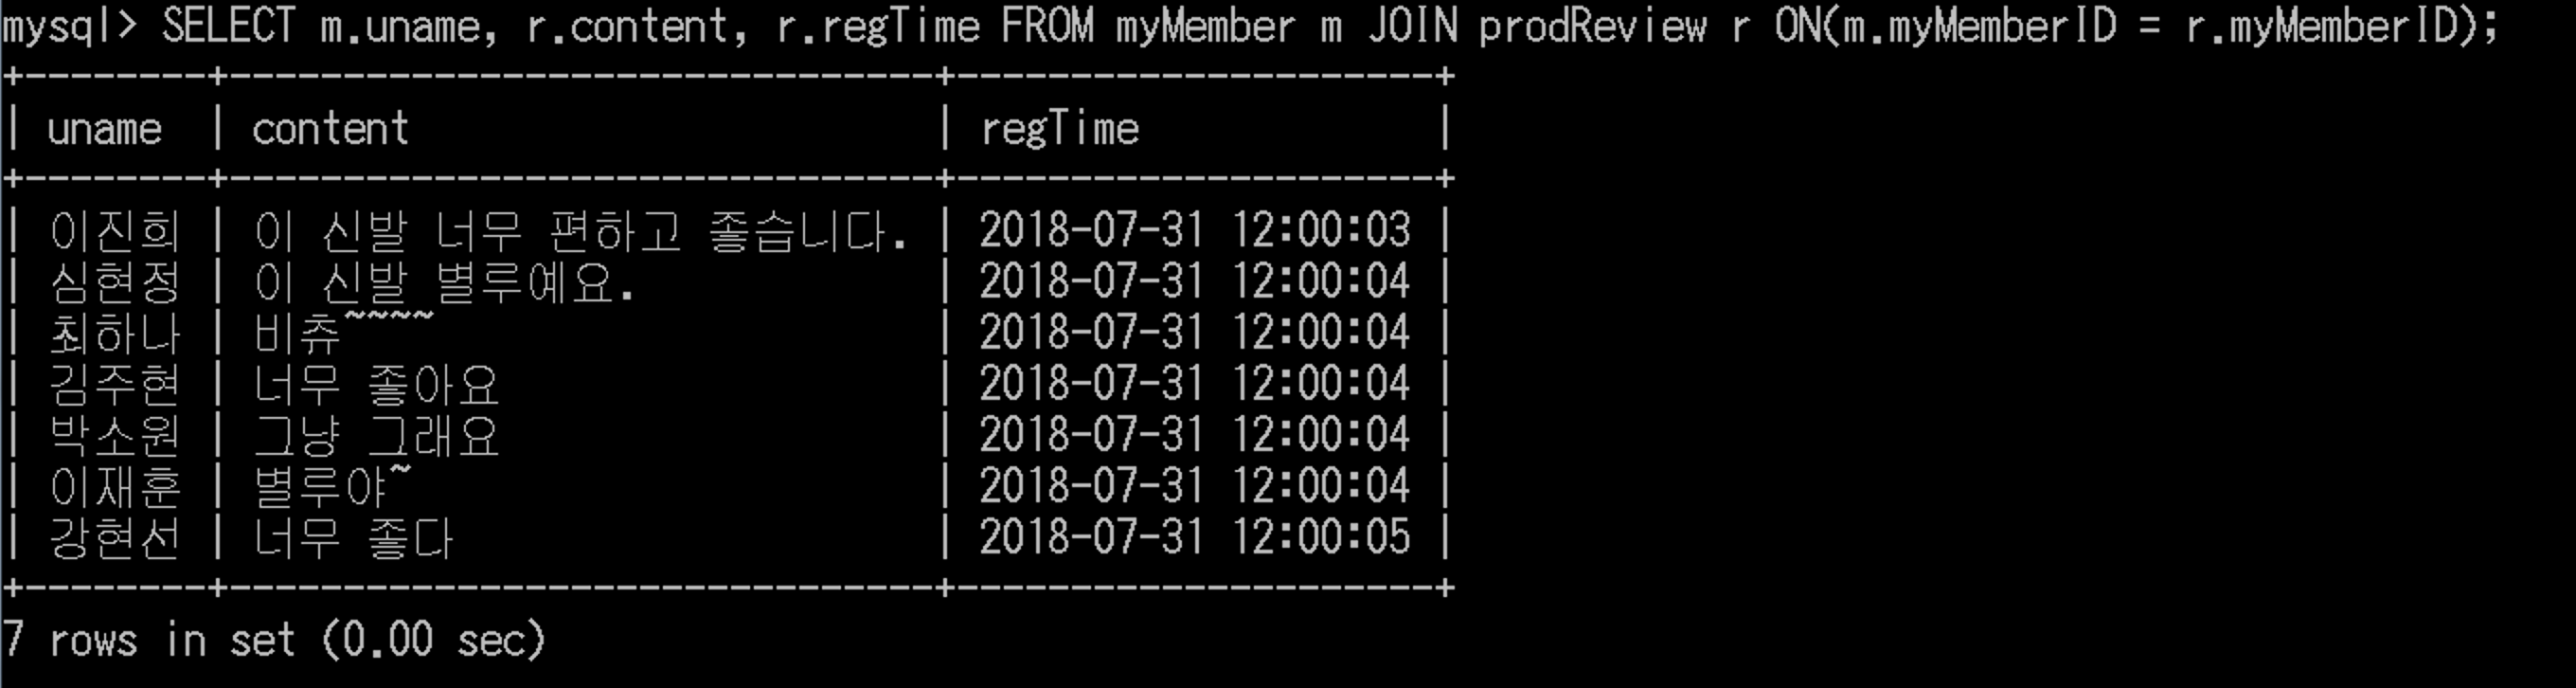 mysql> SELECT m.uname, r.content, r.regTime FROM myMember m JOIN prodReview r ON(m.myMemberID = r.myMemberID);
+--------+------------------------------+---------------------+
| uname | content | regTime |
+--------+------------------------------+---------------------+
| 이진희 | 이 신발 너무 편하고 좋습니다. | 2018-07-31 12:00:03 |
| 심현정 | 이 신발 별루예요. | 2018-07-31 12:00:04 |
| 최하나 | 비츄~~~~ | 2018-07-31 12:00:04 |
| 김주현 | 너무 좋아요 | 2018-07-31 12:00:04 |
| 박소원 | 그냥 그래요 | 2018-07-31 12:00:04 |
| 이재훈 | 별루야~ | 2018-07-31 12:00:04 |
| 강현선 | 너무 좋다 | 2018-07-31 12:00:05 |
+--------+------------------------------+---------------------+
7 rows in set (0.00 sec)